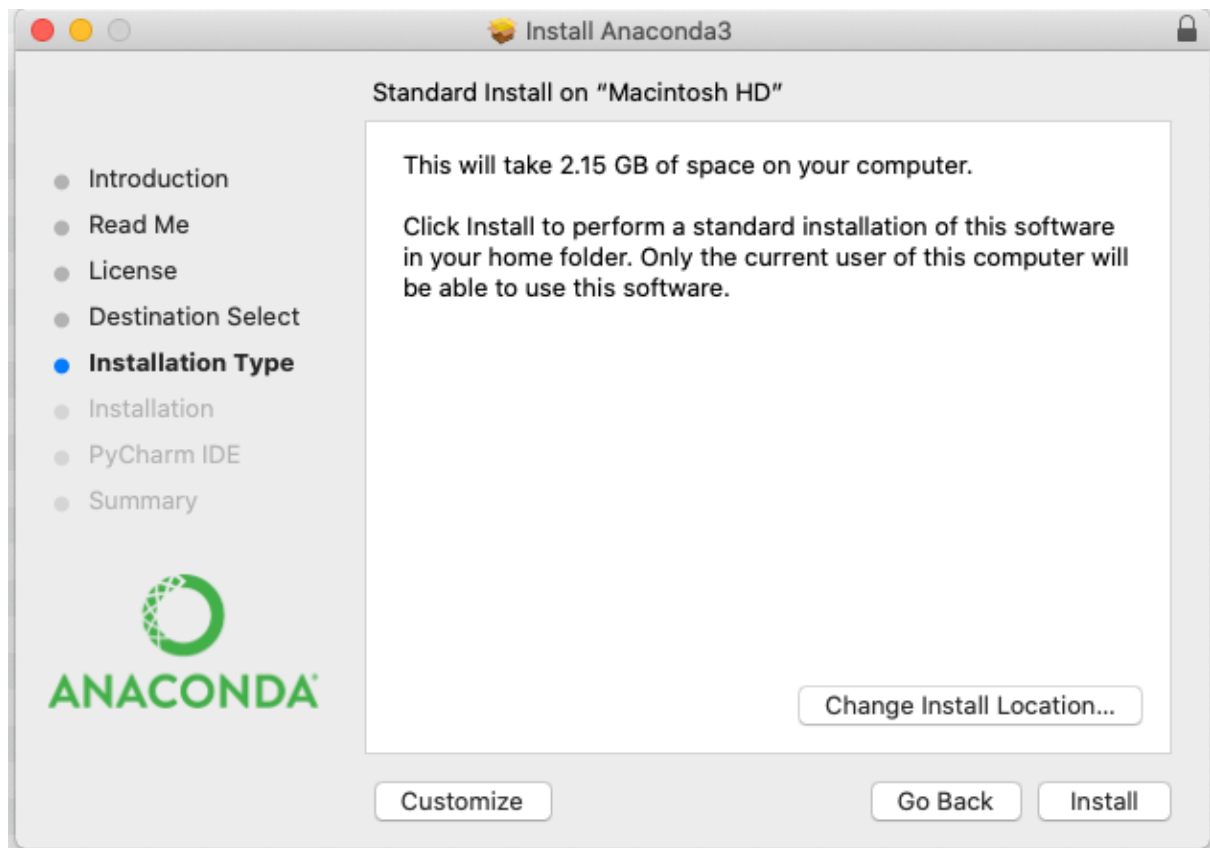 Install Anaconda3
Standard Install on “Macintosh HD”
Introduction
Read Me
License
Destination Select
Installation Type
Installation
PyCharm IDE
Summary
ANACONDA®
This will take 2.15 GB of space on your computer.
Click Install to perform a standard installation of this software
in your home folder. Only the current user of this computer will
be able to use this software.
Change Install Location...
Customize
Go Back
Install